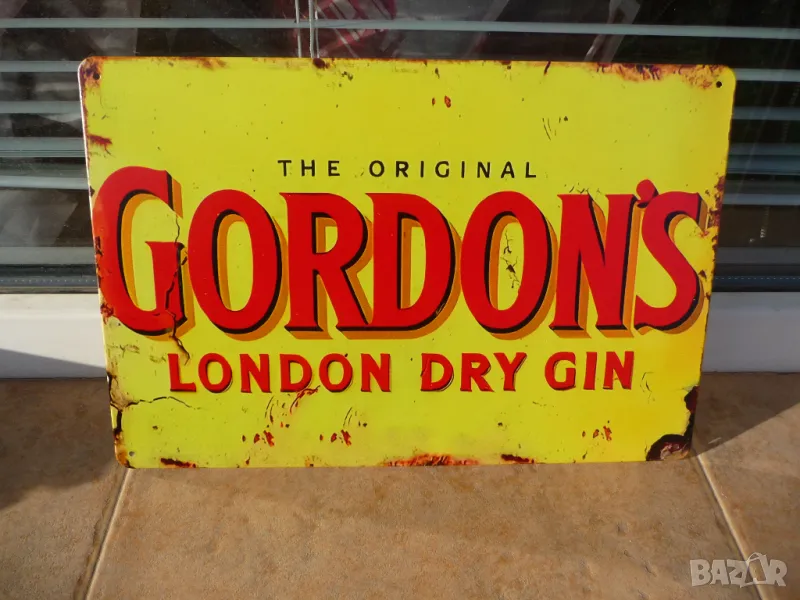 THE ORIGINAL
GORDON'S
LONDON DRY GIN
BAZAR